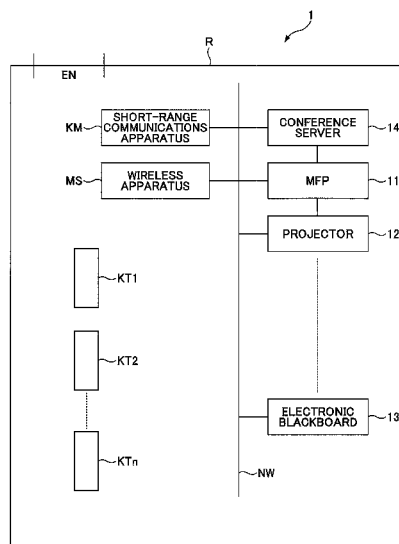 1
R
EN
KM
SHORT-RANGE
COMMUNICATIONS
APPARATUS
CONFERENCE
SERVER
14
MS
WIRELESS
APPARATUS
MFP
11
PROJECTOR
12
KT1
KT2
ELECTRONIC
BLACKBOARD
13
KTn
NW